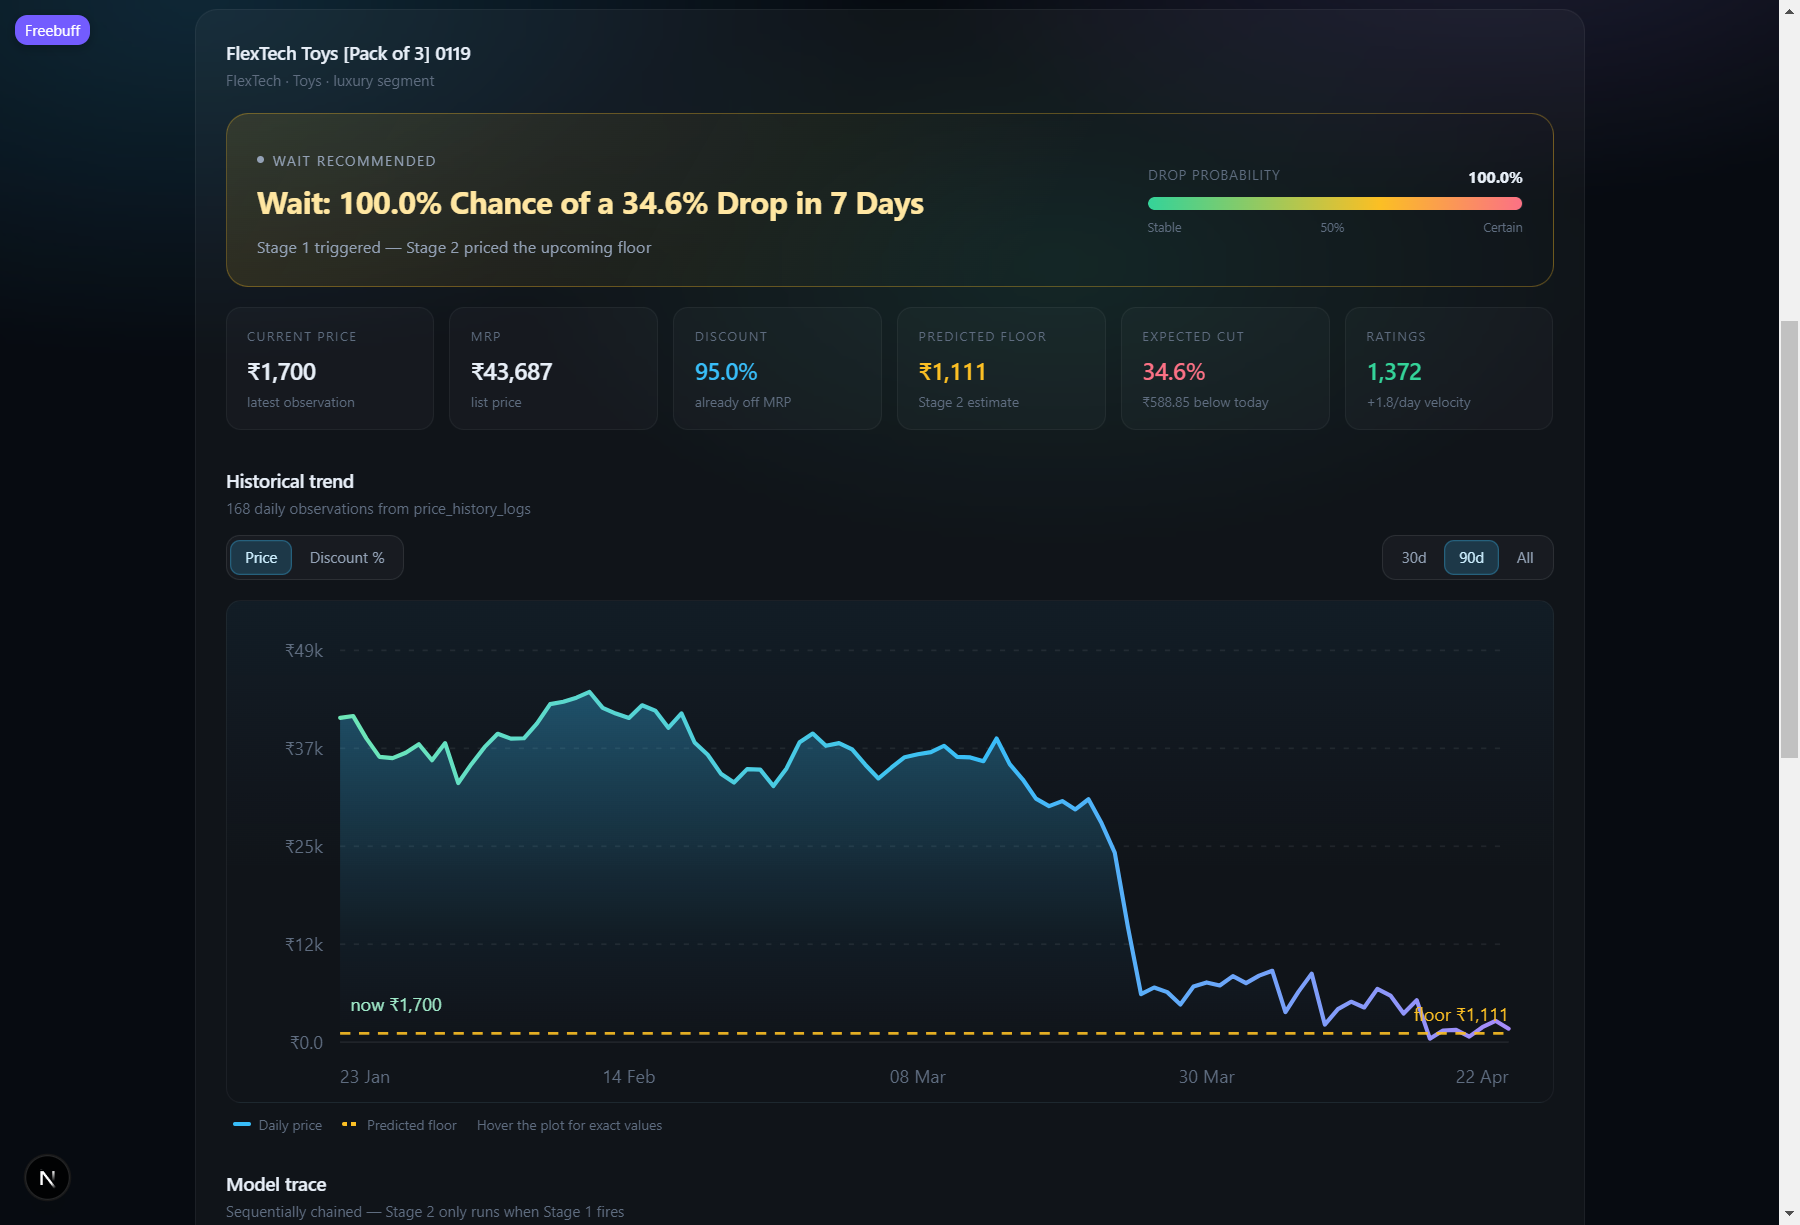 Freebuff
FlexTech Toys [Pack of 3] 0119
FlexTech · Toys · luxury segment
WAIT RECOMMENDED
Wait: 100.0% Chance of a 34.6% Drop in 7 Days
Stage 1 triggered — Stage 2 priced the upcoming floor
DROP PROBABILITY 100.0%
Stable 50% Certain
CURRENT PRICE
₹1,700
latest observation
MRP
₹43,687
list price
DISCOUNT
95.0%
already off MRP
PREDICTED FLOOR
₹1,111
Stage 2 estimate
EXPECTED CUT
34.6%
₹588.85 below today
RATINGS
1,372
+1.8/day velocity
Historical trend
168 daily observations from price_history_logs
Price Discount % 30d 90d All
₹49k
₹37k
₹25k
₹12k
now ₹1,700
floor ₹1,111
₹0.0
23 Jan 14 Feb 08 Mar 30 Mar 22 Apr
Daily price Predicted floor Hover the plot for exact values
N
Model trace
Sequentially chained — Stage 2 only runs when Stage 1 fires